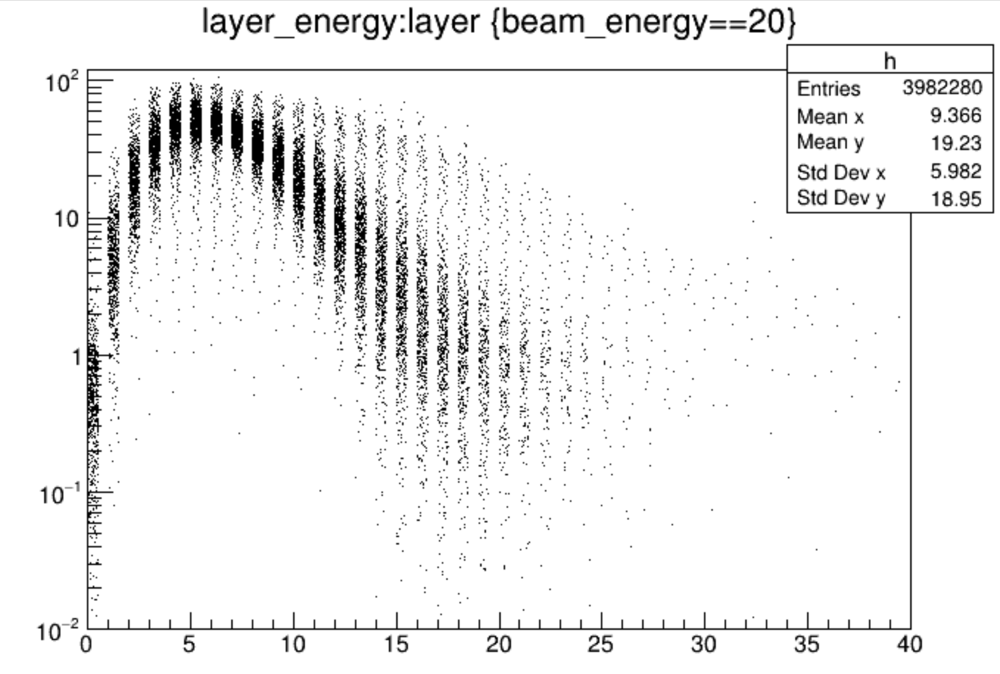 layer_energy:layer {beam_energy==20}
h
Entries 3982280
Mean x 9.366
Mean y 19.23
Std Dev x 5.982
Std Dev y 18.95
10²
10
1
10⁻¹
10⁻²
0 5 10 15 20 25 30 35 40